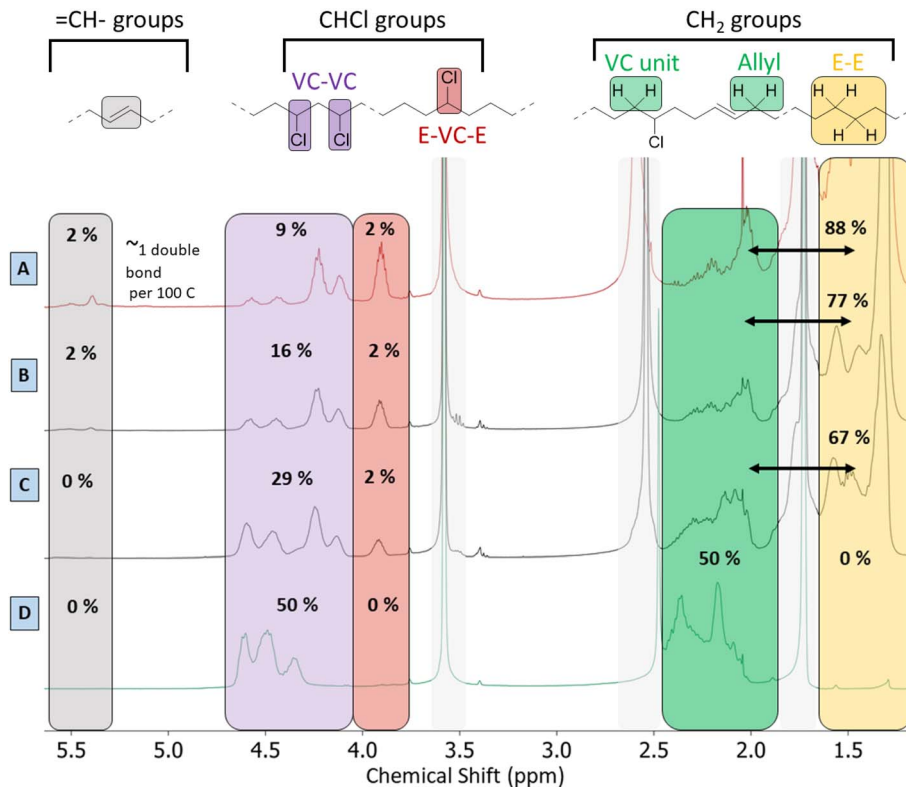 =CH- groups
CHCl groups
CH2 groups
VC-VC
Cl
VC unit
Allyl
E-E
H H
H H
H H
Cl Cl
E-VC-E
H H
Cl
A
2 %
~1 double
bond
per 100 C
9 %
2 %
88 %
B
2 %
16 %
2 %
77 %
C
0 %
29 %
2 %
67 %
D
0 %
50 %
0 %
50 %
0 %
5.5 5.0 4.5 4.0 3.5 3.0 2.5 2.0 1.5
Chemical Shift (ppm)